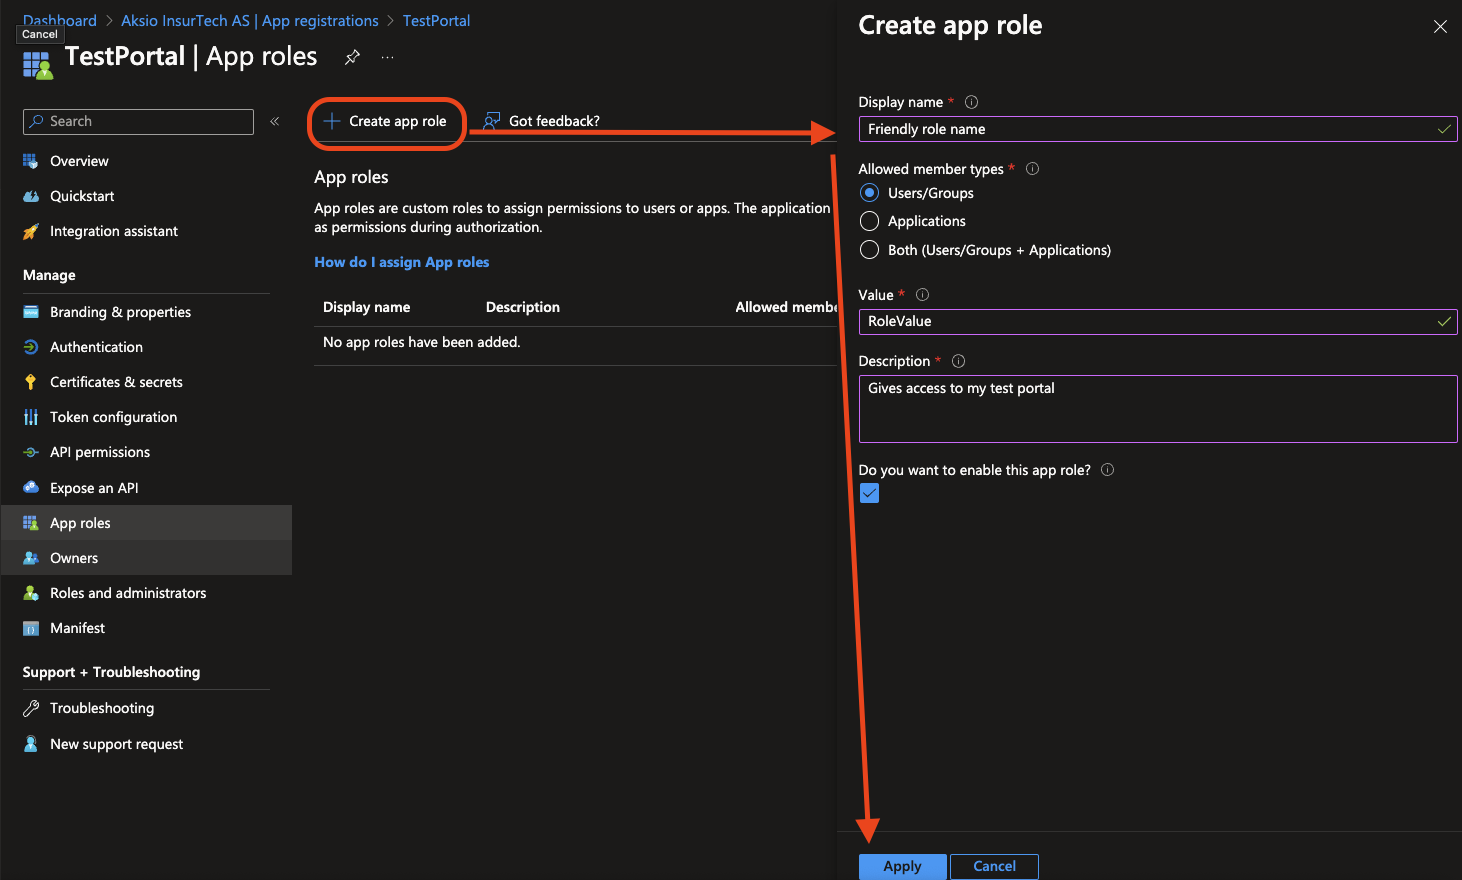 Dashboard > Aksio InsurTech AS | App registrations > TestPortal
Cancel
TestPortal | App roles
...
Search
«
Overview
Quickstart
Integration assistant
Manage
Branding & properties
Authentication
Certificates & secrets
Token configuration
API permissions
Expose an API
App roles
Owners
Roles and administrators
Manifest
Support + Troubleshooting
Troubleshooting
New support request
Create app role
Got feedback?
App roles
App roles are custom roles to assign permissions to users or apps. The application
as permissions during authorization.
How do I assign App roles
Display name Description Allowed membe
No app roles have been added.
Create app role
Display name *
Friendly role name
Allowed member types *
Users/Groups
Applications
Both (Users/Groups + Applications)
Value *
RoleValue
Description *
Gives access to my test portal
Do you want to enable this app role?
Apply Cancel